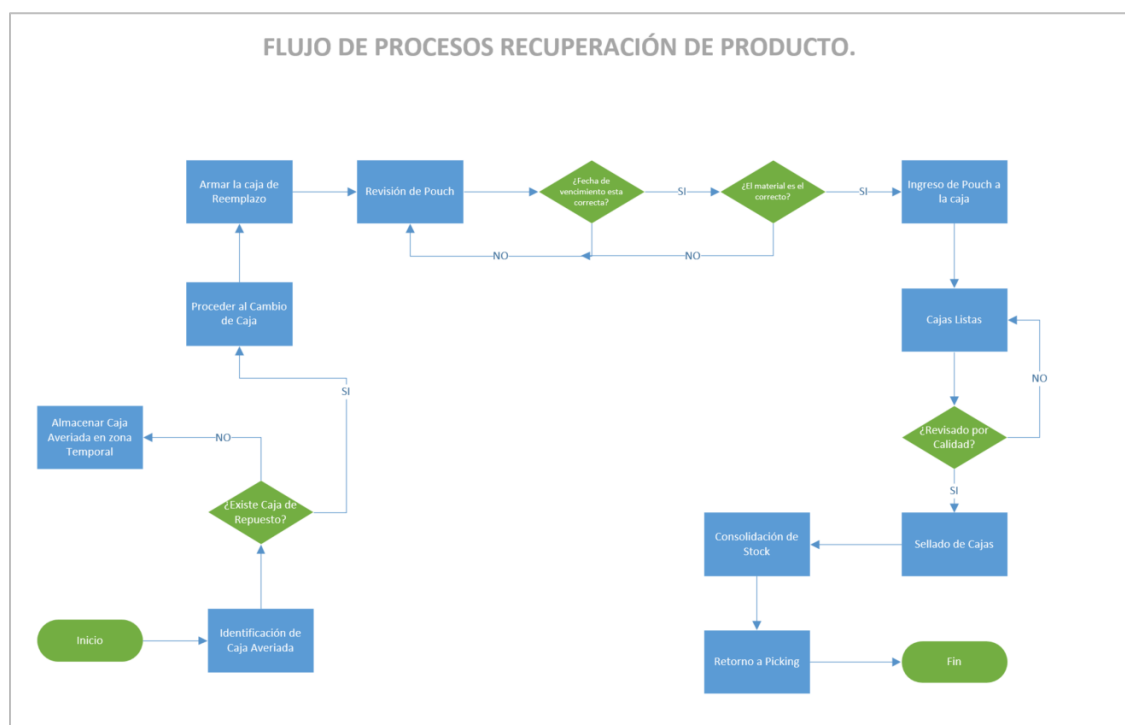 FLUJO DE PROCESOS RECUPERACIÓN DE PRODUCTO.
Armar la caja de
Reemplazo
Revisión de Pouch
¿Fecha de
vencimiento esta
correcta?
SI
¿El material es el
correcto?
SI
Ingreso de Pouch a
la caja
NO
NO
Proceder al Cambio
de Caja
Cajas Listas
NO
SI
Almacenar Caja
Averiada en zona
Temporal
NO
¿Revisado por
Calidad?
¿Existe Caja de
Repuesto?
SI
Consolidación de
Stock
Sellado de Cajas
Inicio
Identificación de
Caja Averiada
Retorno a Picking
Fin